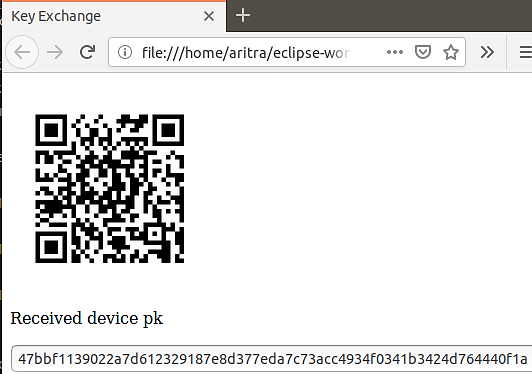 Key Exchange
file:///home/aritra/eclipse-wor
Received device pk
47bbf1139022a7d612329187e8d377eda7c73acc4934f0341b3424d764440f1a